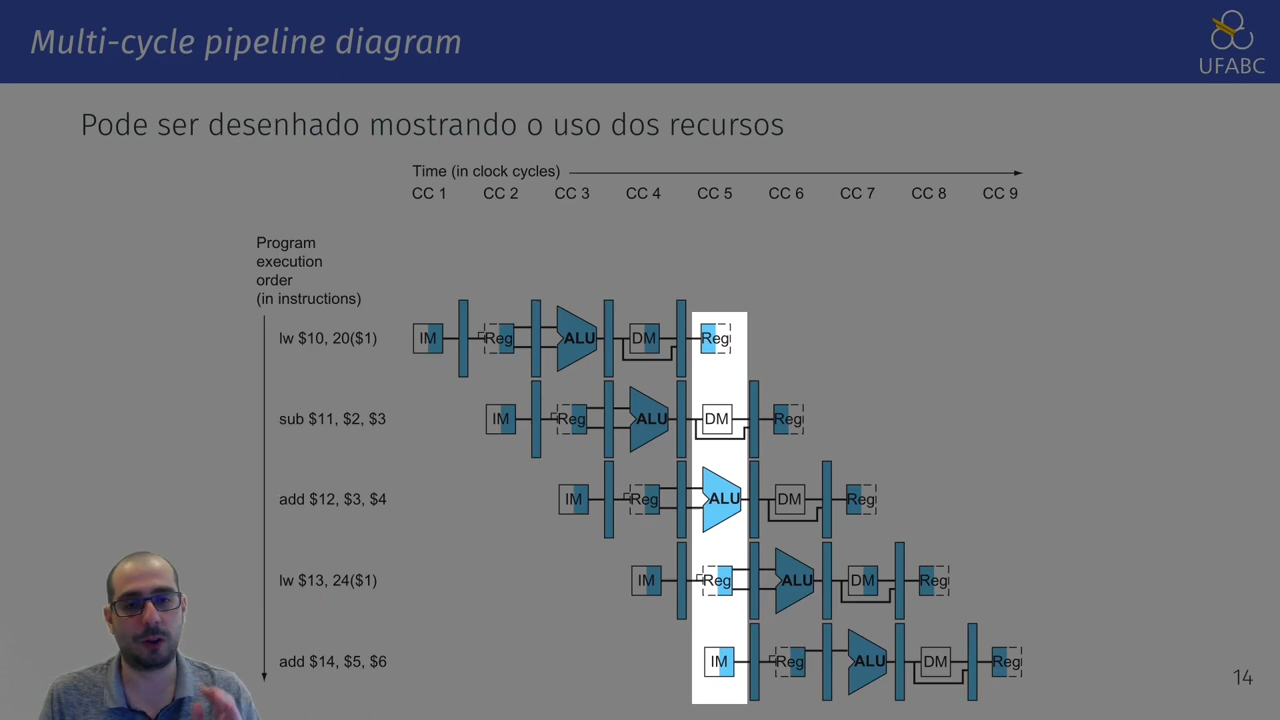 Multi-cycle pipeline diagram
UFABC
Pode ser desenhado mostrando o uso dos recursos
Time (in clock cycles)
CC 1 CC 2 CC 3 CC 4 CC 5 CC 6 CC 7 CC 8 CC 9
Program
execution
order
(in instructions)
lw $10, 20($1) IM Reg ALU DM Reg
sub $11, $2, $3 IM Reg ALU DM Reg
add $12, $3, $4 IM Reg ALU DM Reg
lw $13, 24($1) IM Reg ALU DM Reg
add $14, $5, $6 IM Reg ALU DM Reg
14